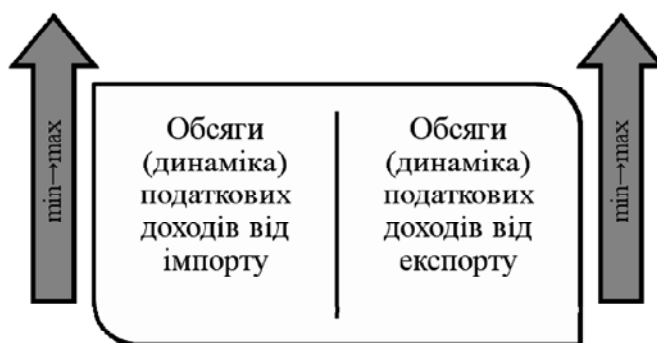 min→max
Обсяги
(динаміка)
податкових
доходів від
імпорту
Обсяги
(динаміка)
податкових
доходів від
експорту
min→max